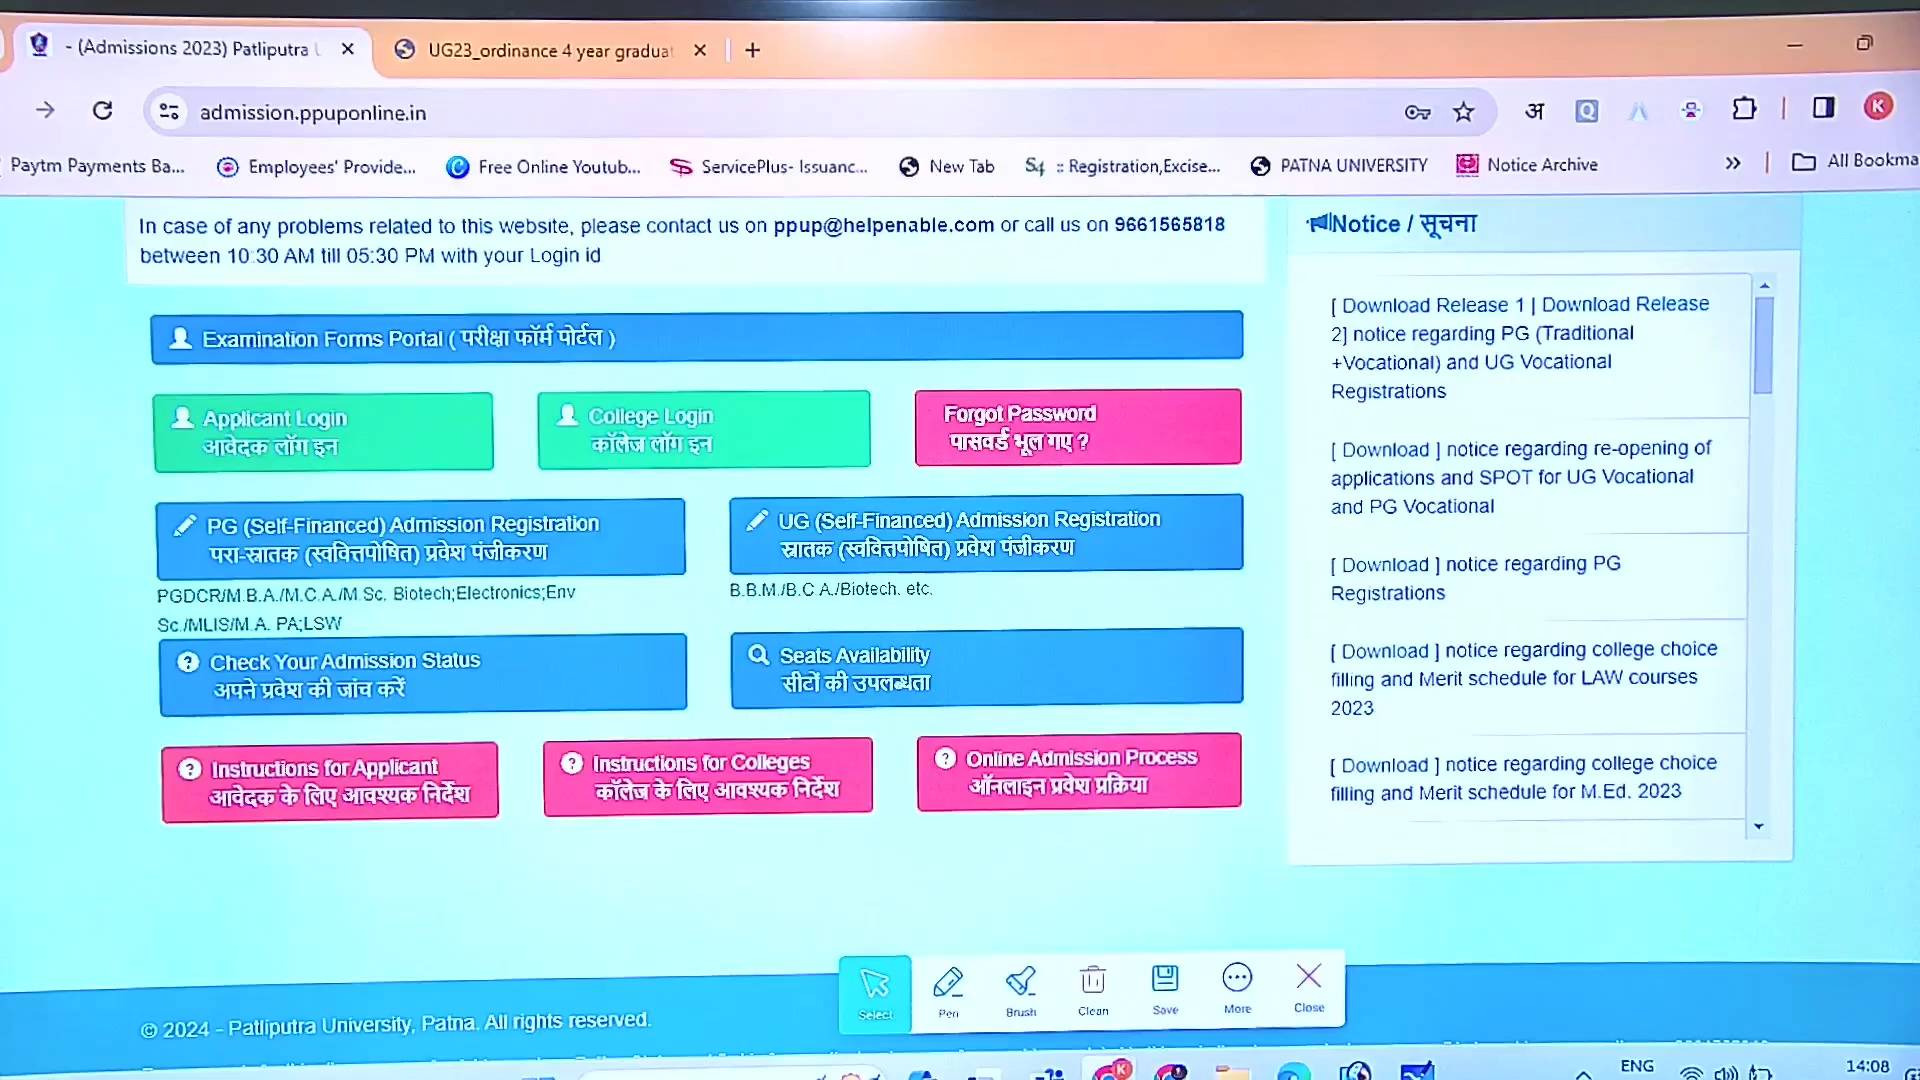 - (Admissions 2023) Patliputra
UG23_ordinance 4 year graduat
admission.ppuponline.in
अ
Q
K
Paytm Payments Ba...
Employees' Provide...
Free Online Youtub...
ServicePlus- Issuanc...
New Tab
S4 :: Registration,Excise...
PATNA UNIVERSITY
Notice Archive
All Bookma
In case of any problems related to this website, please contact us on ppup@helpenable.com or call us on 9661565818
between 10:30 AM till 05:30 PM with your Login id
Examination Forms Portal ( परीक्षा फॉर्म पोर्टल )
Applicant Login
आवेदक लॉग इन
College Login
कॉलेज लॉग इन
Forgot Password
पासवर्ड भूल गए ?
PG (Self-Financed) Admission Registration
परा-स्नातक (स्ववित्तपोषित) प्रवेश पंजीकरण
UG (Self-Financed) Admission Registration
स्नातक (स्ववित्तपोषित) प्रवेश पंजीकरण
PGDCR/M.B.A./M.C.A./M.Sc. Biotech;Electronics;Env
Sc./MLIS/M.A. PA;LSW
B.B.M./B.C.A./Biotech. etc.
Check Your Admission Status
अपने प्रवेश की जांच करें
Seats Availability
सीटों की उपलब्धता
Instructions for Applicant
आवेदक के लिए आवश्यक निर्देश
Instructions for Colleges
कॉलेज के लिए आवश्यक निर्देश
Online Admission Process
ऑनलाइन प्रवेश प्रक्रिया
Notice / सूचना
[ Download Release 1 | Download Release
2] notice regarding PG (Traditional
+Vocational) and UG Vocational
Registrations
[ Download ] notice regarding re-opening of
applications and SPOT for UG Vocational
and PG Vocational
[ Download ] notice regarding PG
Registrations
[ Download ] notice regarding college choice
filling and Merit schedule for LAW courses
2023
[ Download ] notice regarding college choice
filling and Merit schedule for M.Ed. 2023
Select
Pen
Brush
Clean
Save
More
Close
© 2024 - Patliputra University, Patna. All rights reserved.
K
ENG
14:08